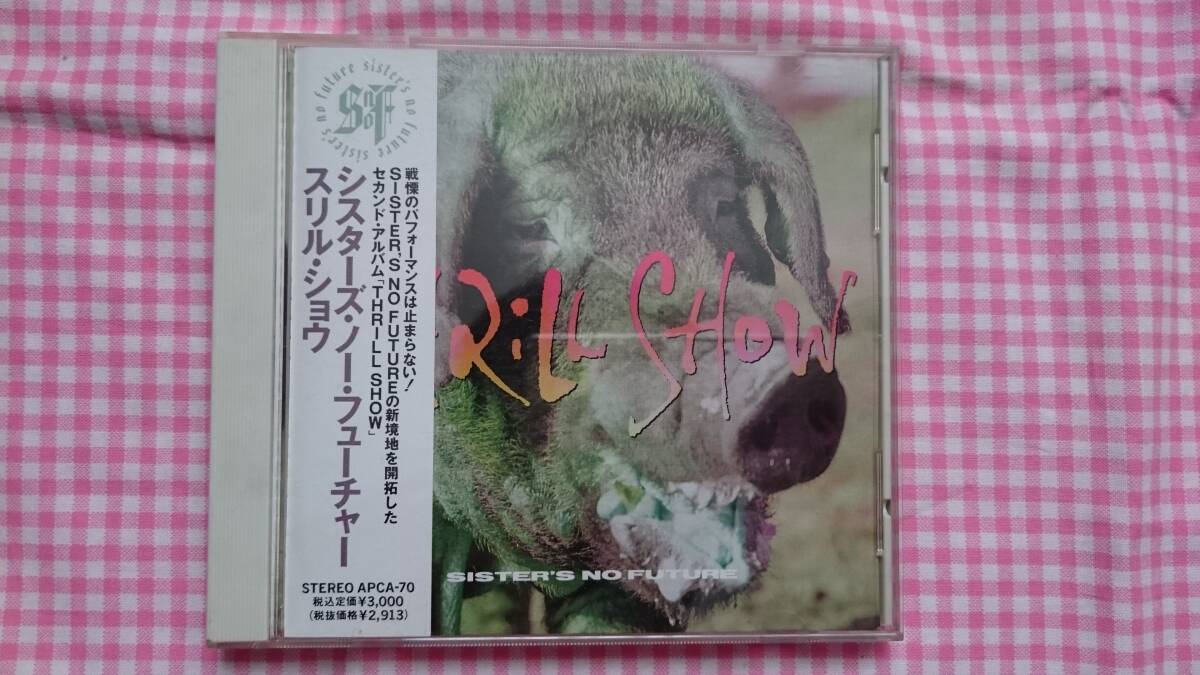 sister's no future sister's no future
SnoF
戦慄のパフォーマンスは止まらない!
SISTER'S NO FUTUREの新境地を開拓した
セカンド・アルバム「THRILL SHOW」
シスターズ・ノー・フューチャー
スリル・ショウ
STEREO APCA-70
税込定価¥3,000
(税抜価格¥2,913)
RiLL SHOW
SISTER'S NO FUTURE